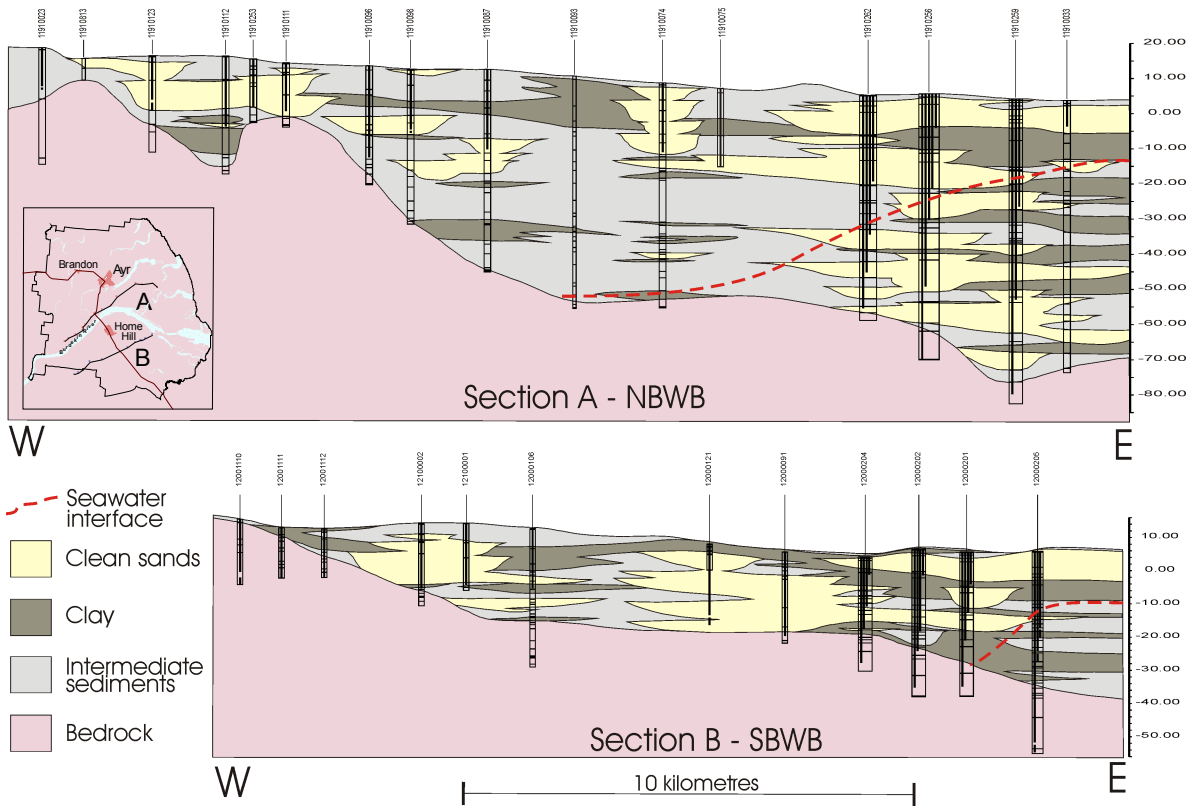 11910023
11910813
11910123
11910112
11910253
11910111
11910096
11910098
11910087
11910093
11910074
11910075
11910262
11910256
11910259
11910033
20.00
10.00
0.00
-10.00
-20.00
-30.00
-40.00
-50.00
-60.00
-70.00
-80.00
Brandon
Ayr
A
Home
Hill
B
Section A - NBWB
W
E
12001110
12001111
12001112
12100002
12100001
12000106
12000121
12000091
12000204
12000202
12000201
12000205
Seawater
interface
Clean sands
Clay
Intermediate
sediments
Bedrock
10.00
0.00
-10.00
-20.00
-30.00
-40.00
-50.00
Section B - SBWB
W
E
10 kilometres